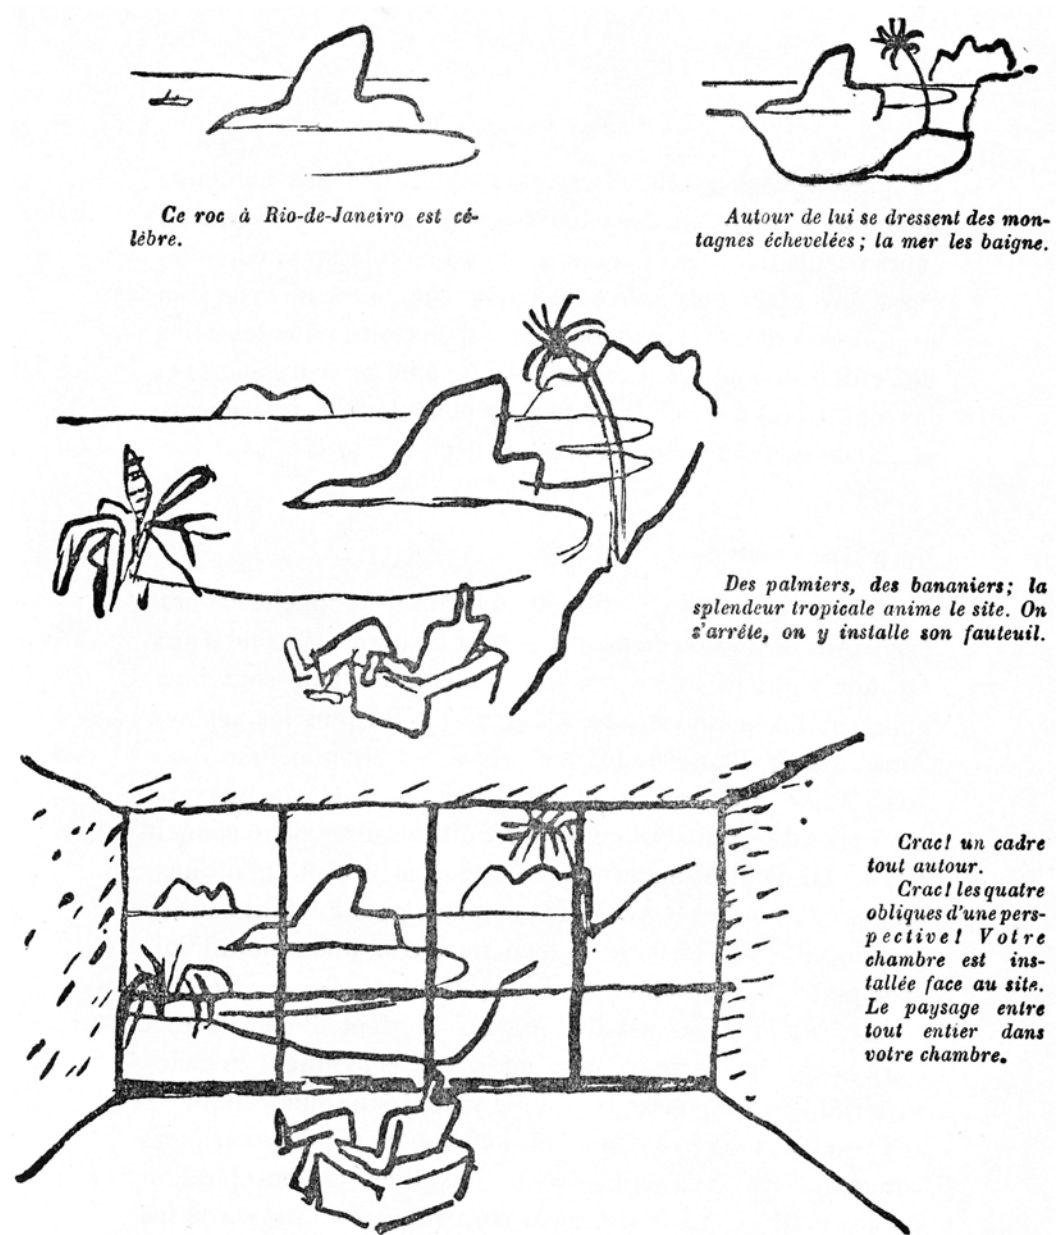 Ce roc à Rio-de-Janeiro est cé-
lèbre.
Autour de lui se dressent des mon-
tagnes échevelées ; la mer les baigne.
Des palmiers, des bananiers ; la
splendeur tropicale anime le site. On
s'arrête, on y installe son fauteuil.
Crac! un cadre
tout autour.
Crac! les quatre
obliques d'une pers-
pective! Votre
chambre est ins-
tallée face au site.
Le paysage entre
tout entier dans
votre chambre.